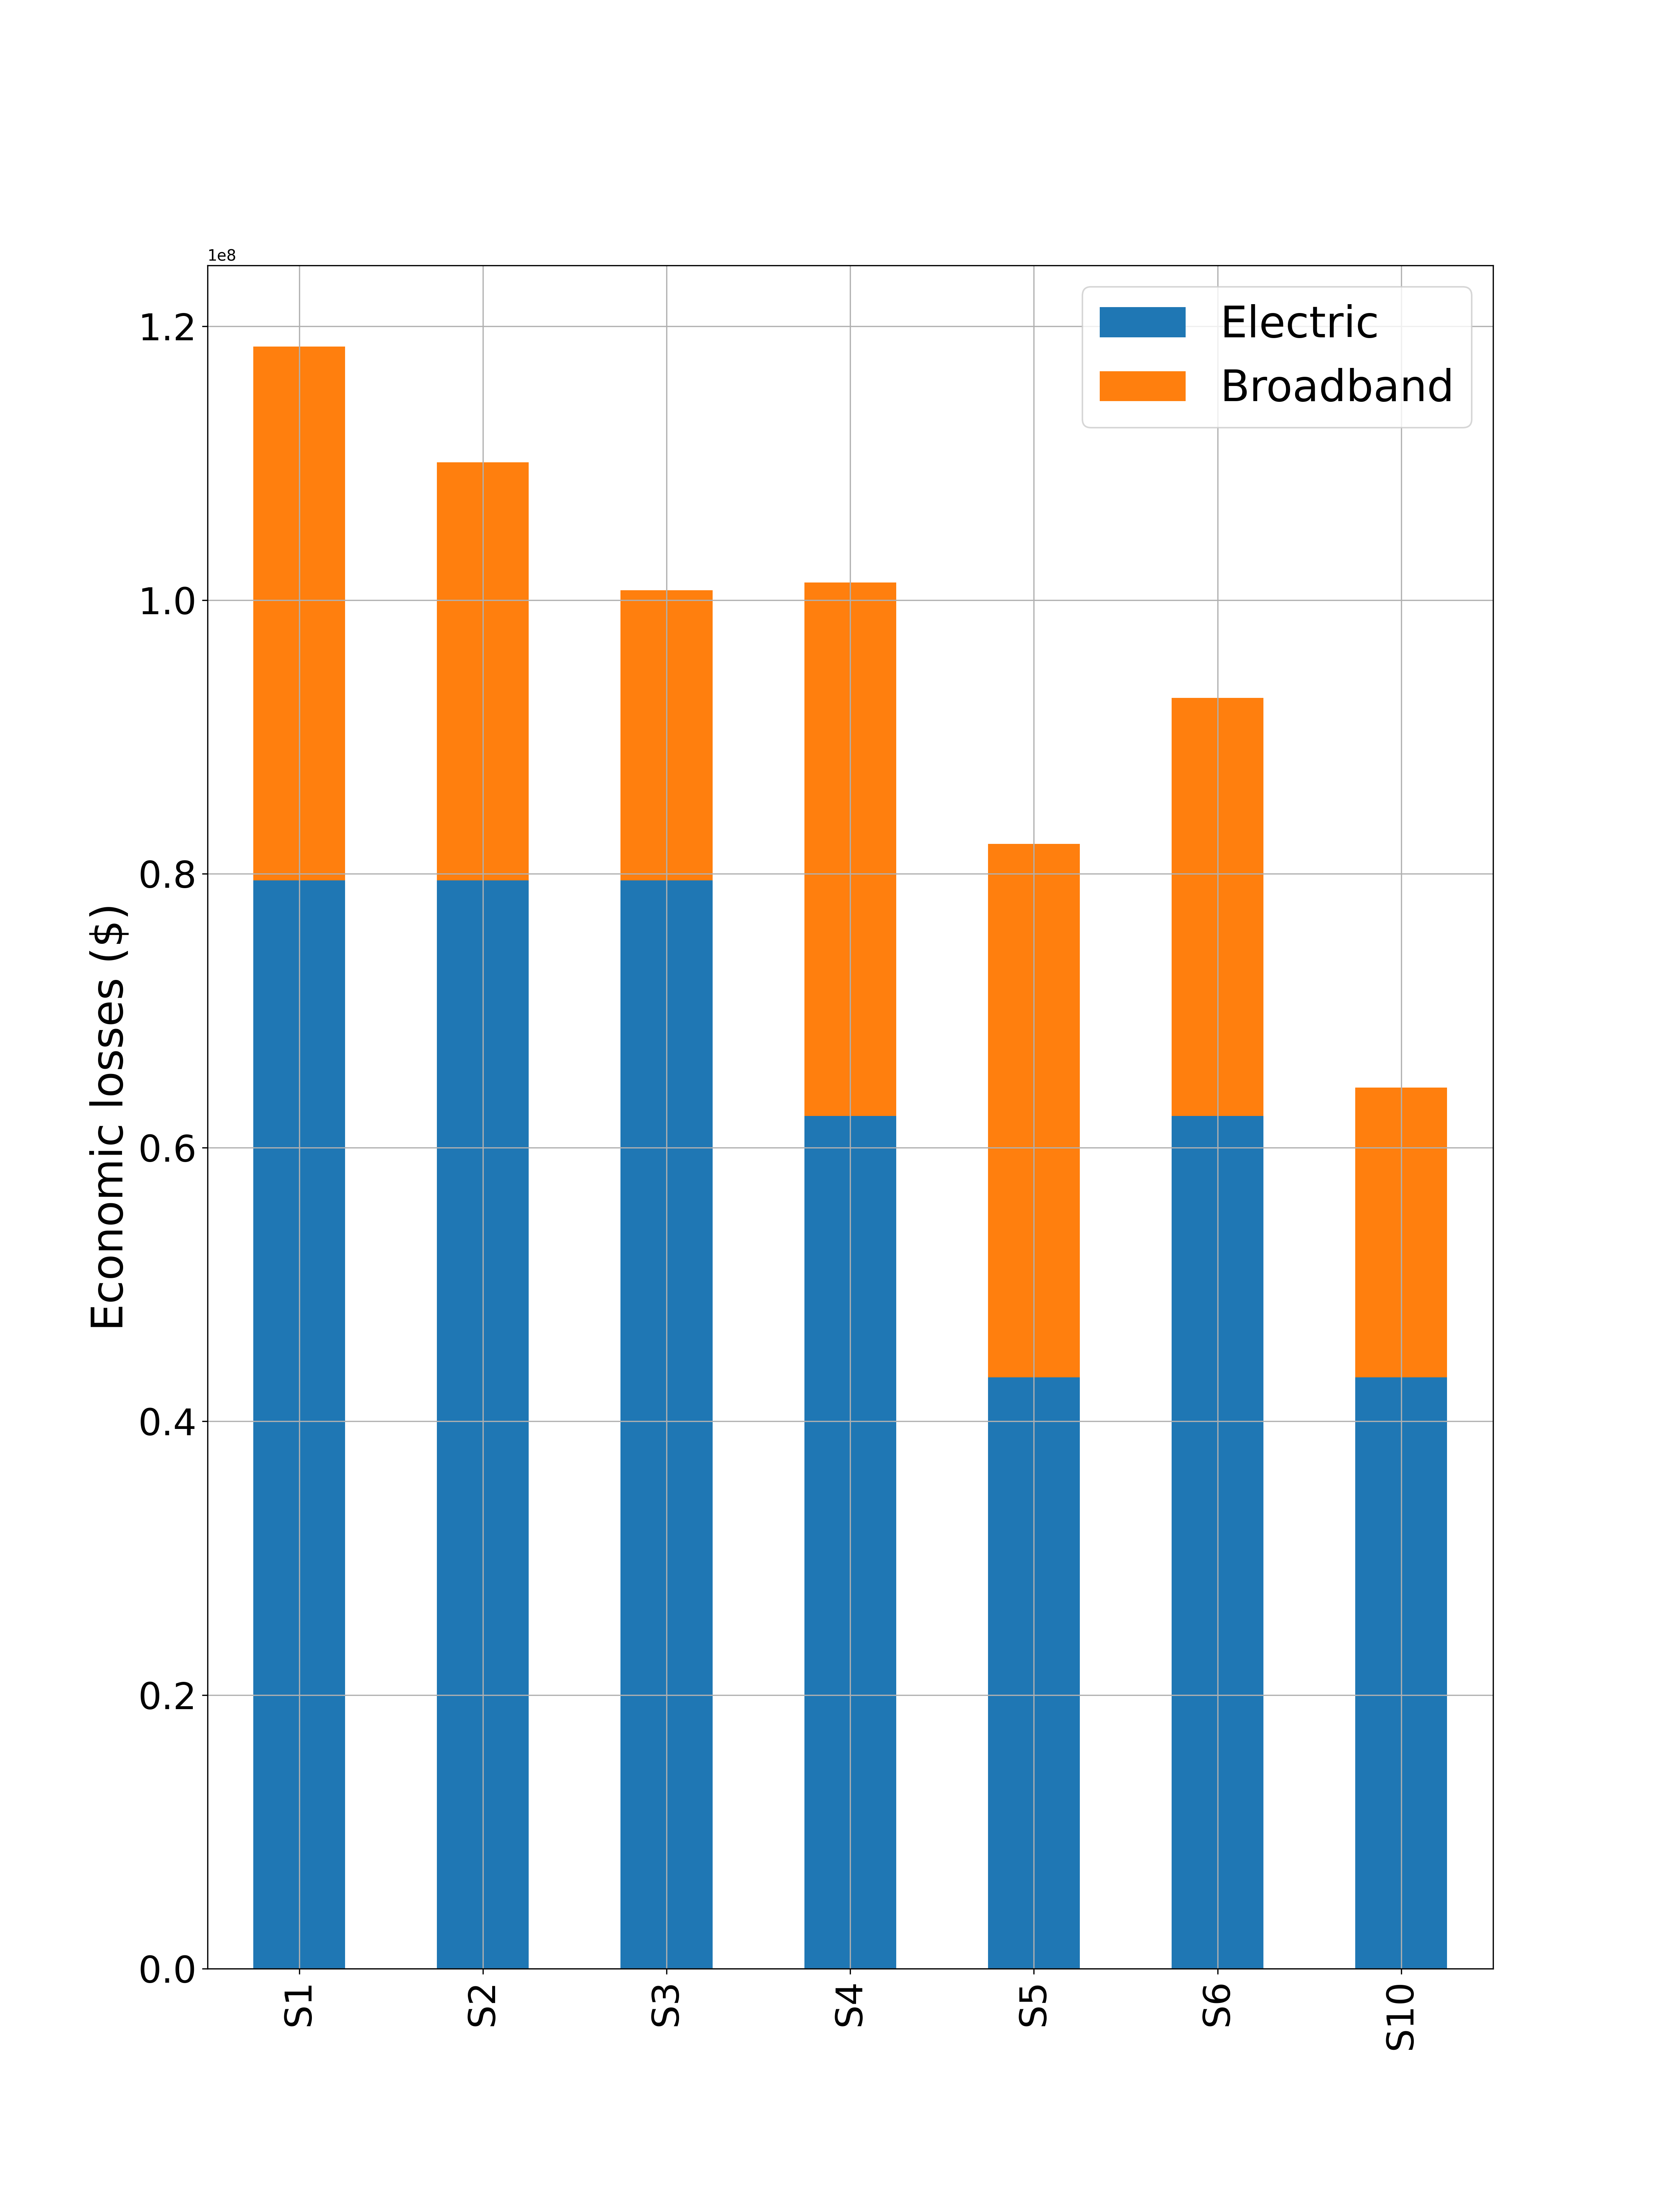 1e8
1.2
1.0
0.8
0.6
0.4
0.2
0.0
Economic losses ($)
Electric
Broadband
S1
S2
S3
S4
S5
S6
S10